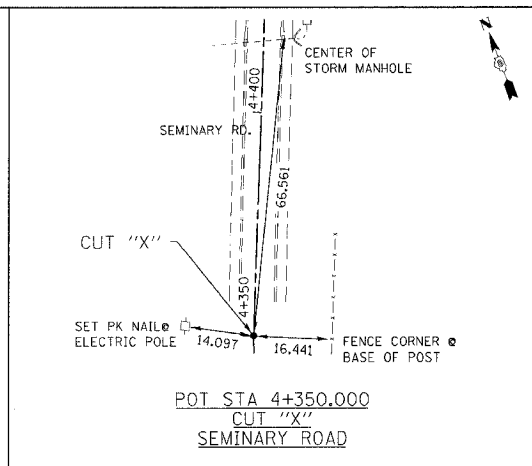 N
CENTER OF
STORM MANHOLE
4+400
SEMINARY RD.
66.561
CUT "X"
4+350
SET PK NAIL@
ELECTRIC POLE
14.097
16.441
FENCE CORNER @
BASE OF POST
POT STA 4+350.000
CUT "X"
SEMINARY ROAD